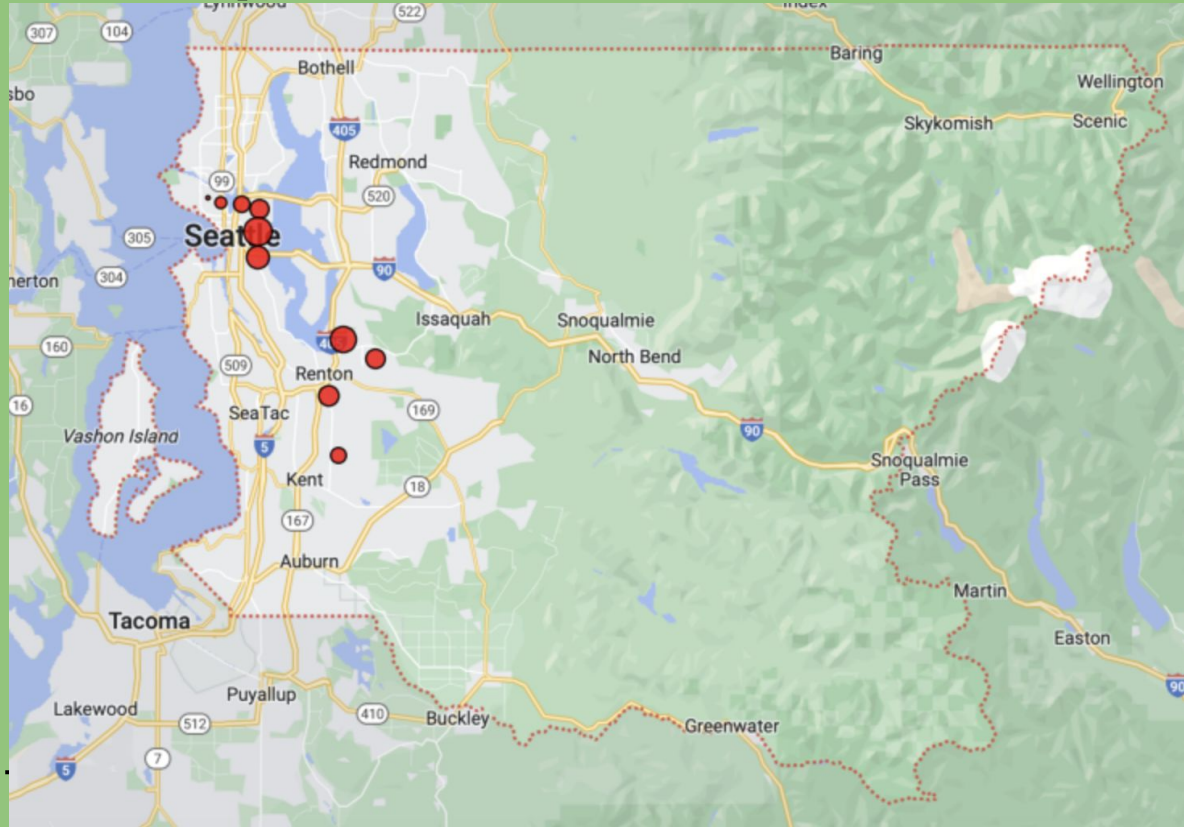 Lynnwood
522
Index
307
104
Baring
Bothell
Wellington
sbo
405
Skykomish
Scenic
Redmond
99
520
Seattle
305
90
304
nerton
Issaquah
Snoqualmie
160
North Bend
509
Renton
16
SeaTac
169
Vashon Island
5
90
Snoqualmie
Pass
Kent
18
167
Auburn
Martin
Tacoma
Easton
90
Puyallup
Lakewood
512
410
Buckley
Greenwater
7
5